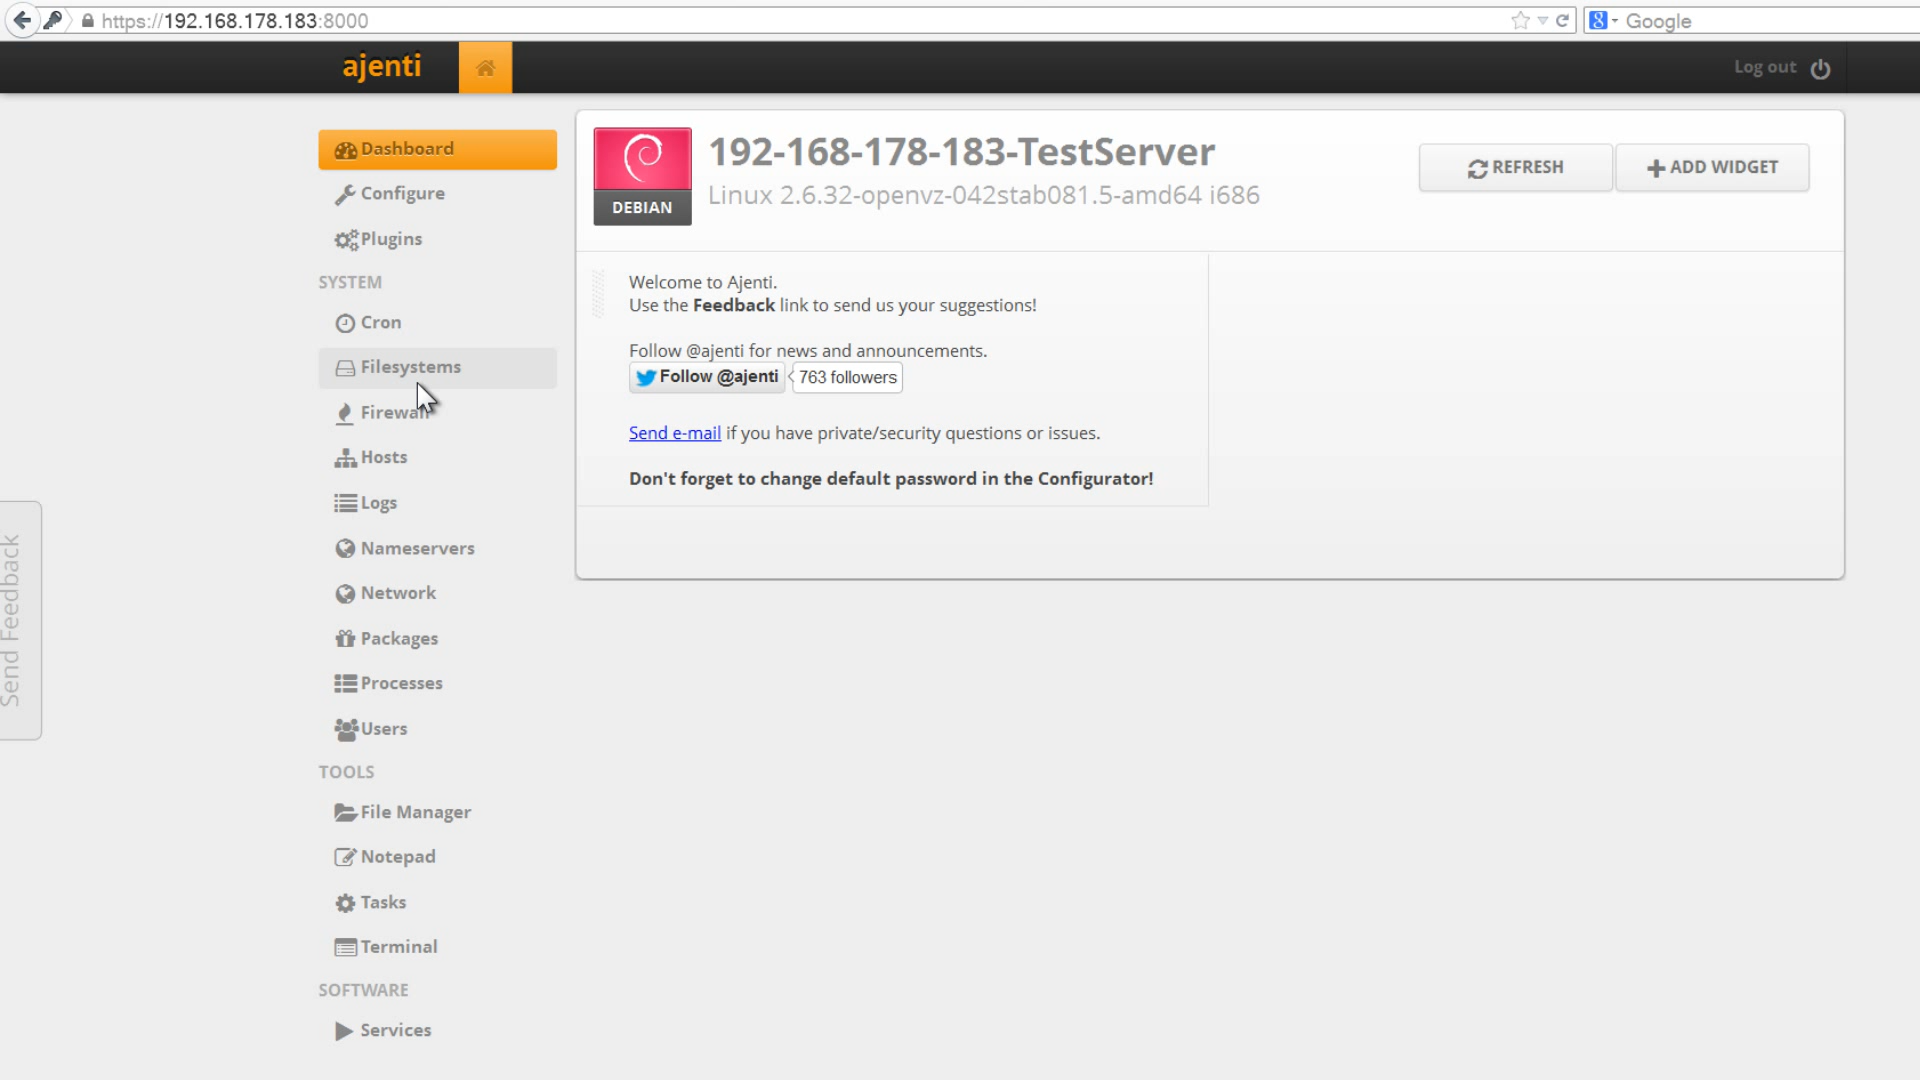 https://192.168.178.183:8000
Google
ajenti
Log out
Dashboard
Configure
Plugins
SYSTEM
Cron
Filesystems
Firewall
Hosts
Logs
Nameservers
Network
Packages
Processes
Users
TOOLS
File Manager
Notepad
Tasks
Terminal
SOFTWARE
Services
Send Feedback
DEBIAN
192-168-178-183-TestServer
Linux 2.6.32-openvz-042stab081.5-amd64 i686
REFRESH
ADD WIDGET
Welcome to Ajenti.
Use the Feedback link to send us your suggestions!
Follow @ajenti for news and announcements.
Follow @ajenti 763 followers
Send e-mail if you have private/security questions or issues.
Don't forget to change default password in the Configurator!